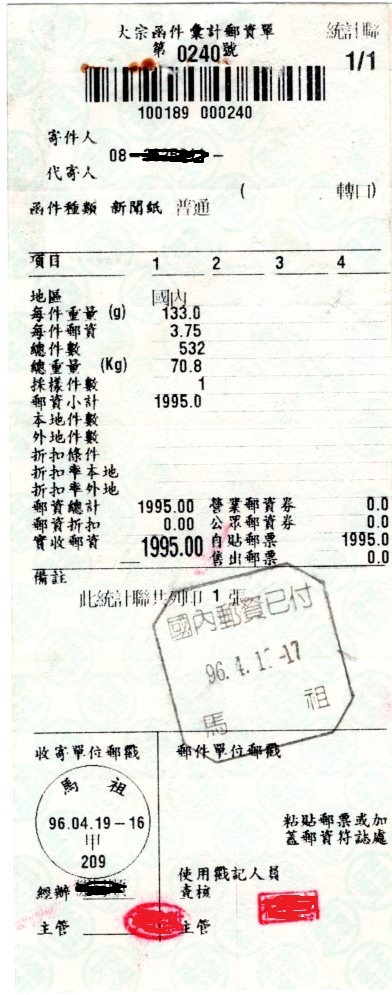 大宗函件彙計郵資單 統計聯
第 0240 號 1/1
100189 000240
寄件人
08- –
代寄人
( 轉口)
函件種類 新聞紙 普通
項目 1 2 3 4
地區 國內
每件重量 (g) 133.0
每件郵資 3.75
總件數 532
總重量 (Kg) 70.8
採樣件數 1
郵資小計 1995.0
本地件數
外地件數
折扣條件
折扣率本地
折扣率外地
郵資總計 1995.00 營業郵資券 0.0
郵資折扣 0.00 公眾郵資券 0.0
實收郵資 1995.00 自貼郵票 1995.0
售出郵票 0.0
備註
此統計聯共列印 1 張
國內郵資已付
馬祖
收寄單位郵戳 郵件單位郵戳
馬祖
96.04.19–16
甲
209
粘貼郵票或加
蓋郵資符誌處
使用戳記人員
經辦 責核
主管 主管